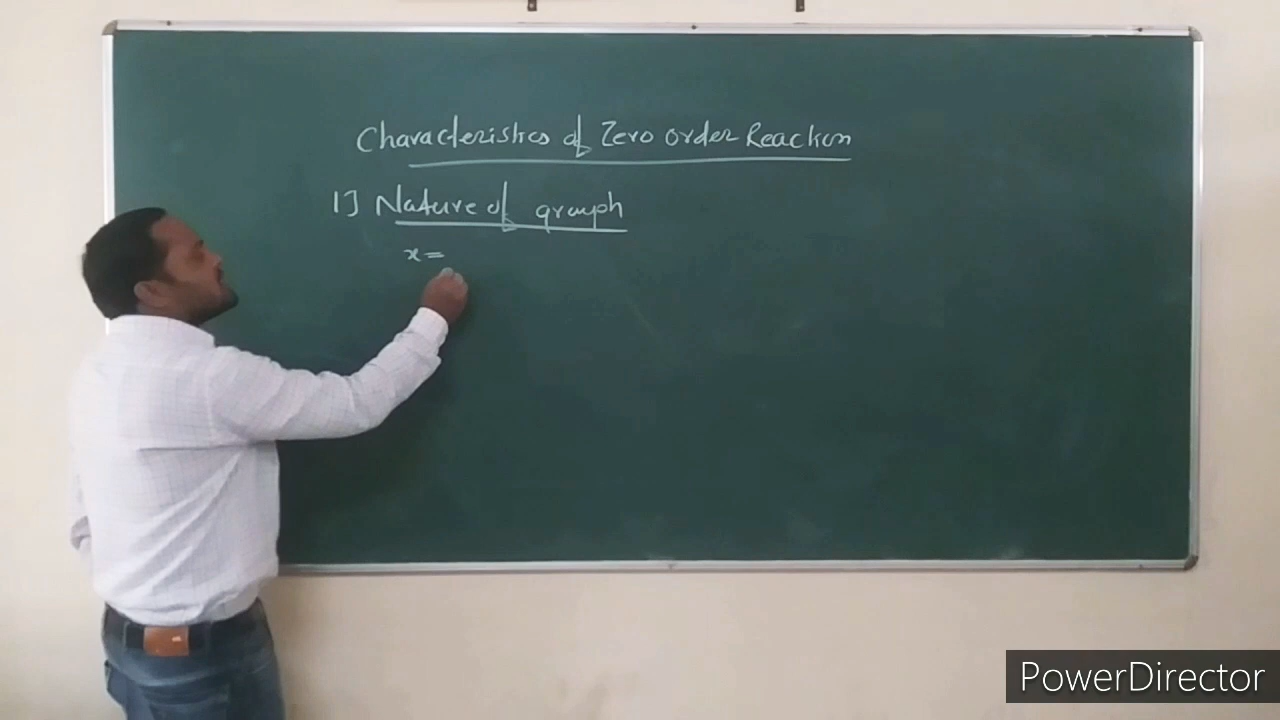 Characteristics of Zero order Reaction
1] Nature of graph
x =
PowerDirector